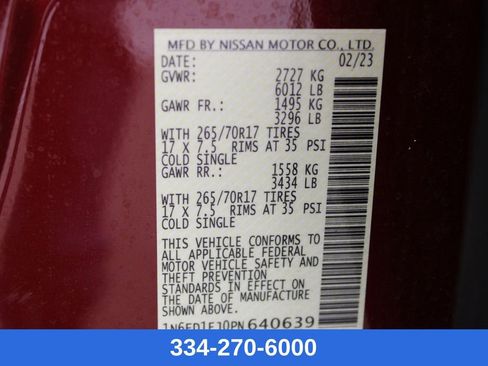 MFD BY NISSAN MOTOR CO., LTD.
DATE: 02/23
GVWR: 2727 KG
6012 LB
GAWR FR.: 1495 KG
3296 LB
WITH 265/70R17 TIRES
17 X 7.5 RIMS AT 35 PSI
COLD SINGLE
GAWR RR.: 1558 KG
3434 LB
WITH 265/70R17 TIRES
17 X 7.5 RIMS AT 35 PSI
COLD SINGLE
THIS VEHICLE CONFORMS TO
ALL APPLICABLE FEDERAL
MOTOR VEHICLE SAFETY AND
THEFT PREVENTION
STANDARDS IN EFFECT ON
THE DATE OF MANUFACTURE
SHOWN ABOVE.
640639
334-270-6000